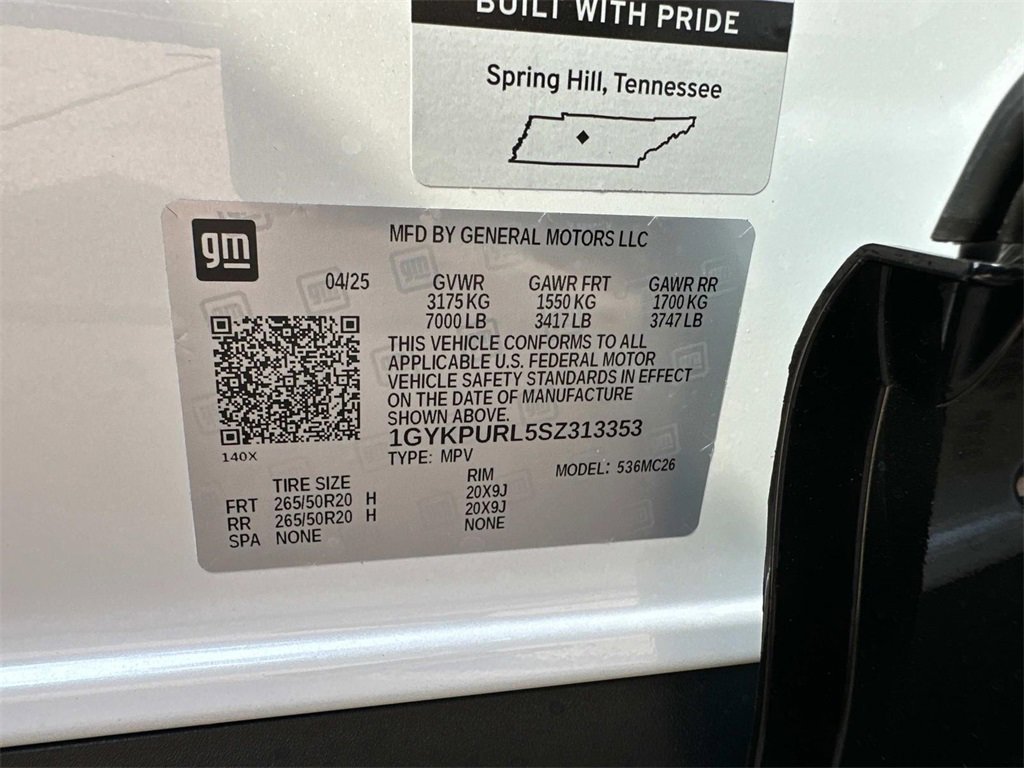 BUILT WITH PRIDE
Spring Hill, Tennessee
gm
MFD BY GENERAL MOTORS LLC
04/25
GVWR GAWR FRT GAWR RR
3175 KG 1550 KG 1700 KG
7000 LB 3417 LB 3747 LB
THIS VEHICLE CONFORMS TO ALL
APPLICABLE U.S. FEDERAL MOTOR
VEHICLE SAFETY STANDARDS IN EFFECT
ON THE DATE OF MANUFACTURE
SHOWN ABOVE.
1GYKPURL5SZ313353
TYPE: MPV
MODEL: 536MC26
140X
TIRE SIZE RIM
FRT 265/50R20 H 20X9J
RR 265/50R20 H 20X9J
SPA NONE NONE